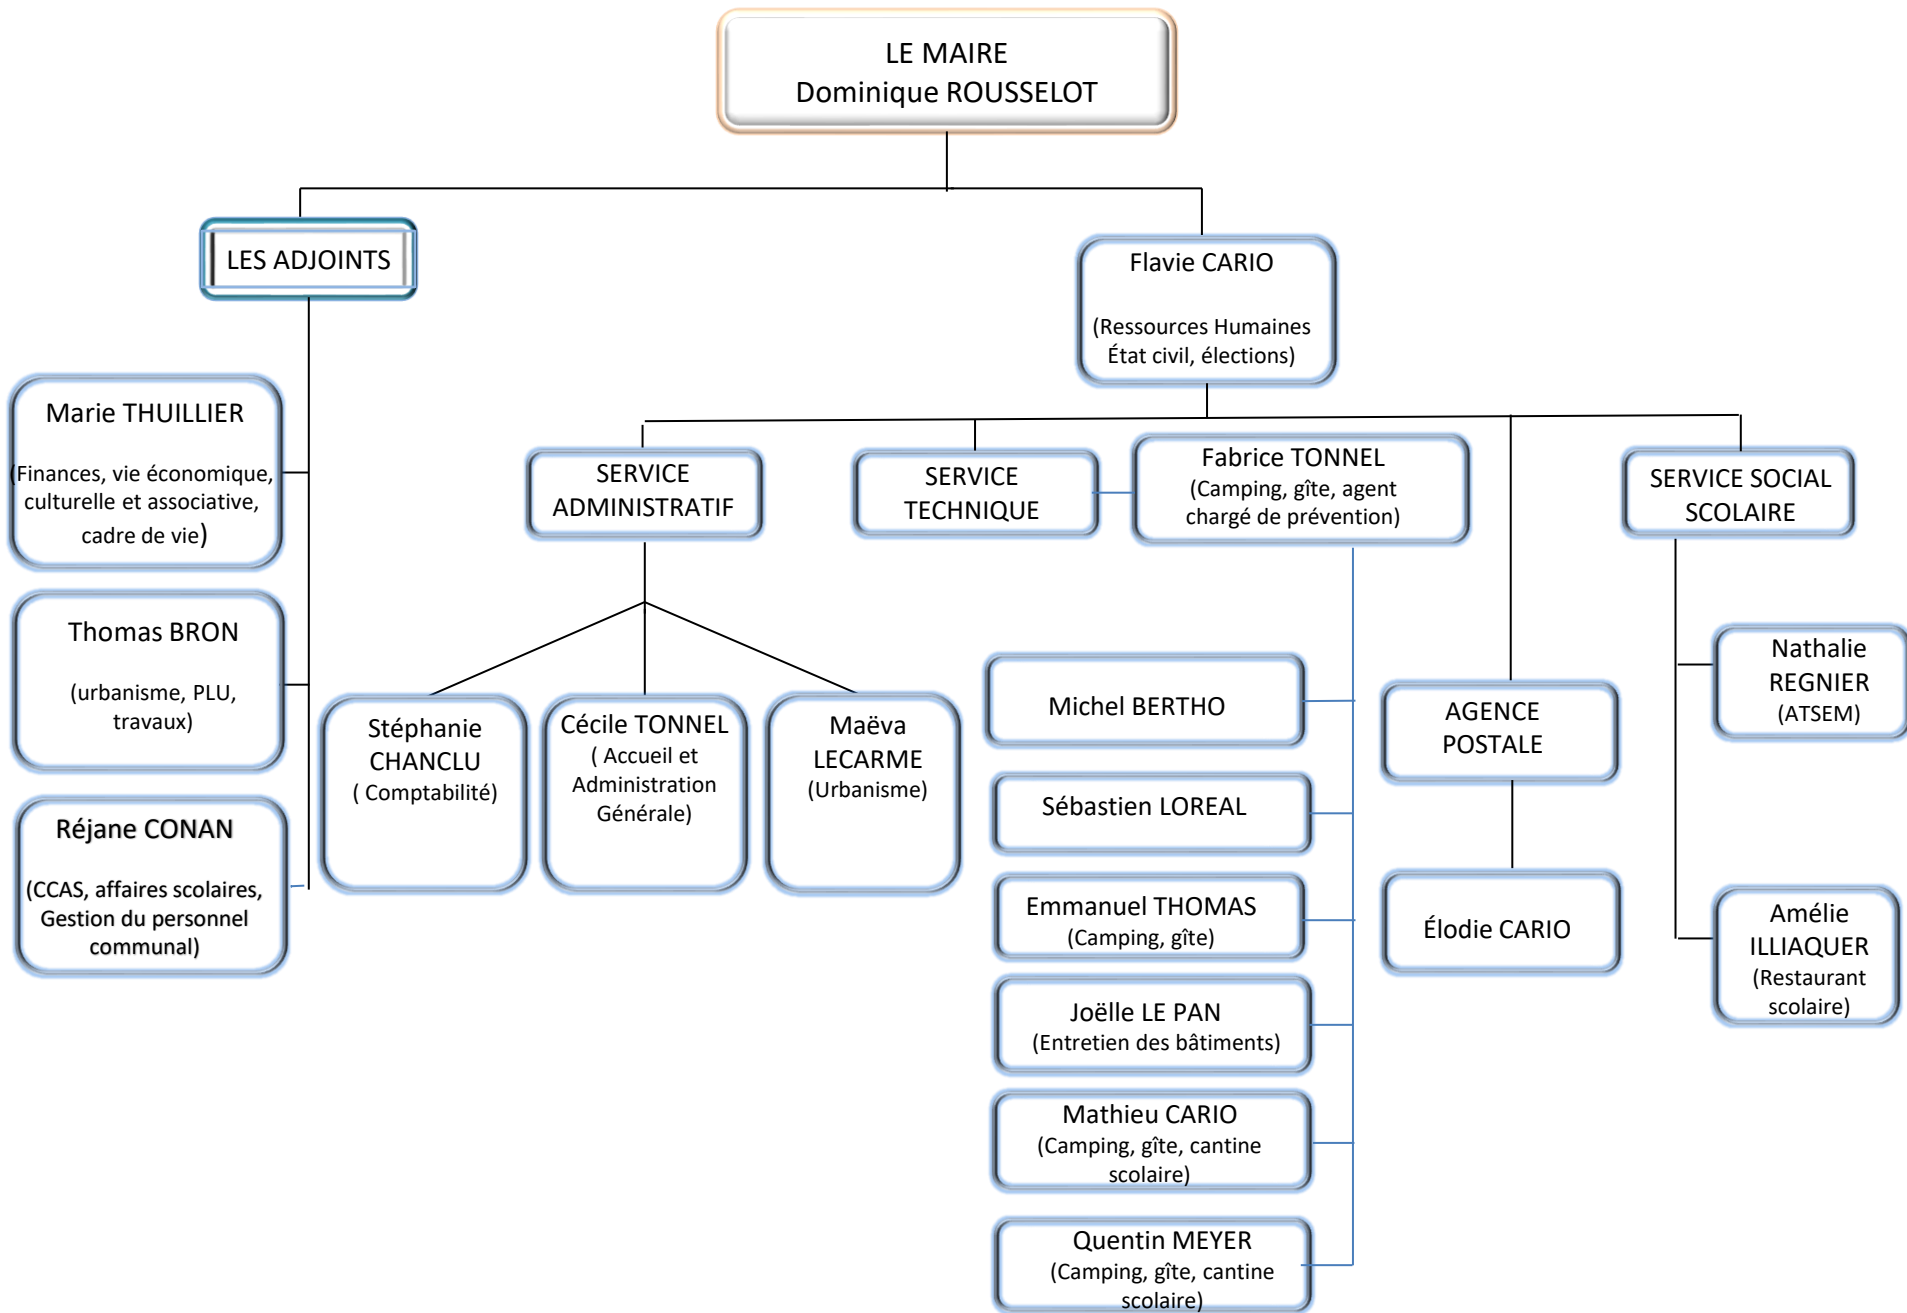 LE MAIRE
Dominique ROUSSELOT
LES ADJOINTS
Flavie CARIO
(Ressources Humaines
État civil, élections)
Marie THUILLIER
(Finances, vie économique,
culturelle et associative,
cadre de vie)
Thomas BRON
(urbanisme, PLU,
travaux)
Réjane CONAN
(CCAS, affaires scolaires,
Gestion du personnel
communal)
SERVICE
ADMINISTRATIF
Stéphanie
CHANCLU
( Comptabilité)
Cécile TONNEL
( Accueil et
Administration
Générale)
Maëva
LECARME
(Urbanisme)
SERVICE
TECHNIQUE
Fabrice TONNEL
(Camping, gîte, agent
chargé de prévention)
Michel BERTHO
Sébastien LOREAL
Emmanuel THOMAS
(Camping, gîte)
Joëlle LE PAN
(Entretien des bâtiments)
Mathieu CARIO
(Camping, gîte, cantine
scolaire)
Quentin MEYER
(Camping, gîte, cantine
scolaire)
AGENCE
POSTALE
Élodie CARIO
SERVICE SOCIAL
SCOLAIRE
Nathalie
REGNIER
(ATSEM)
Amélie
ILLIAQUER
(Restaurant
scolaire)